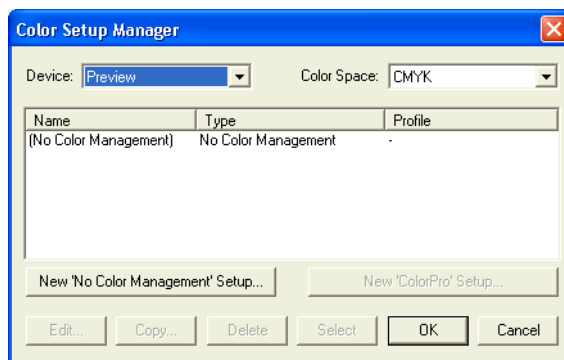 Color Setup Manager
Device: Preview Color Space: CMYK
Name Type Profile
(No Color Management) No Color Management -
New 'No Color Management' Setup... New 'ColorPro' Setup...
Edit... Copy... Delete Select OK Cancel